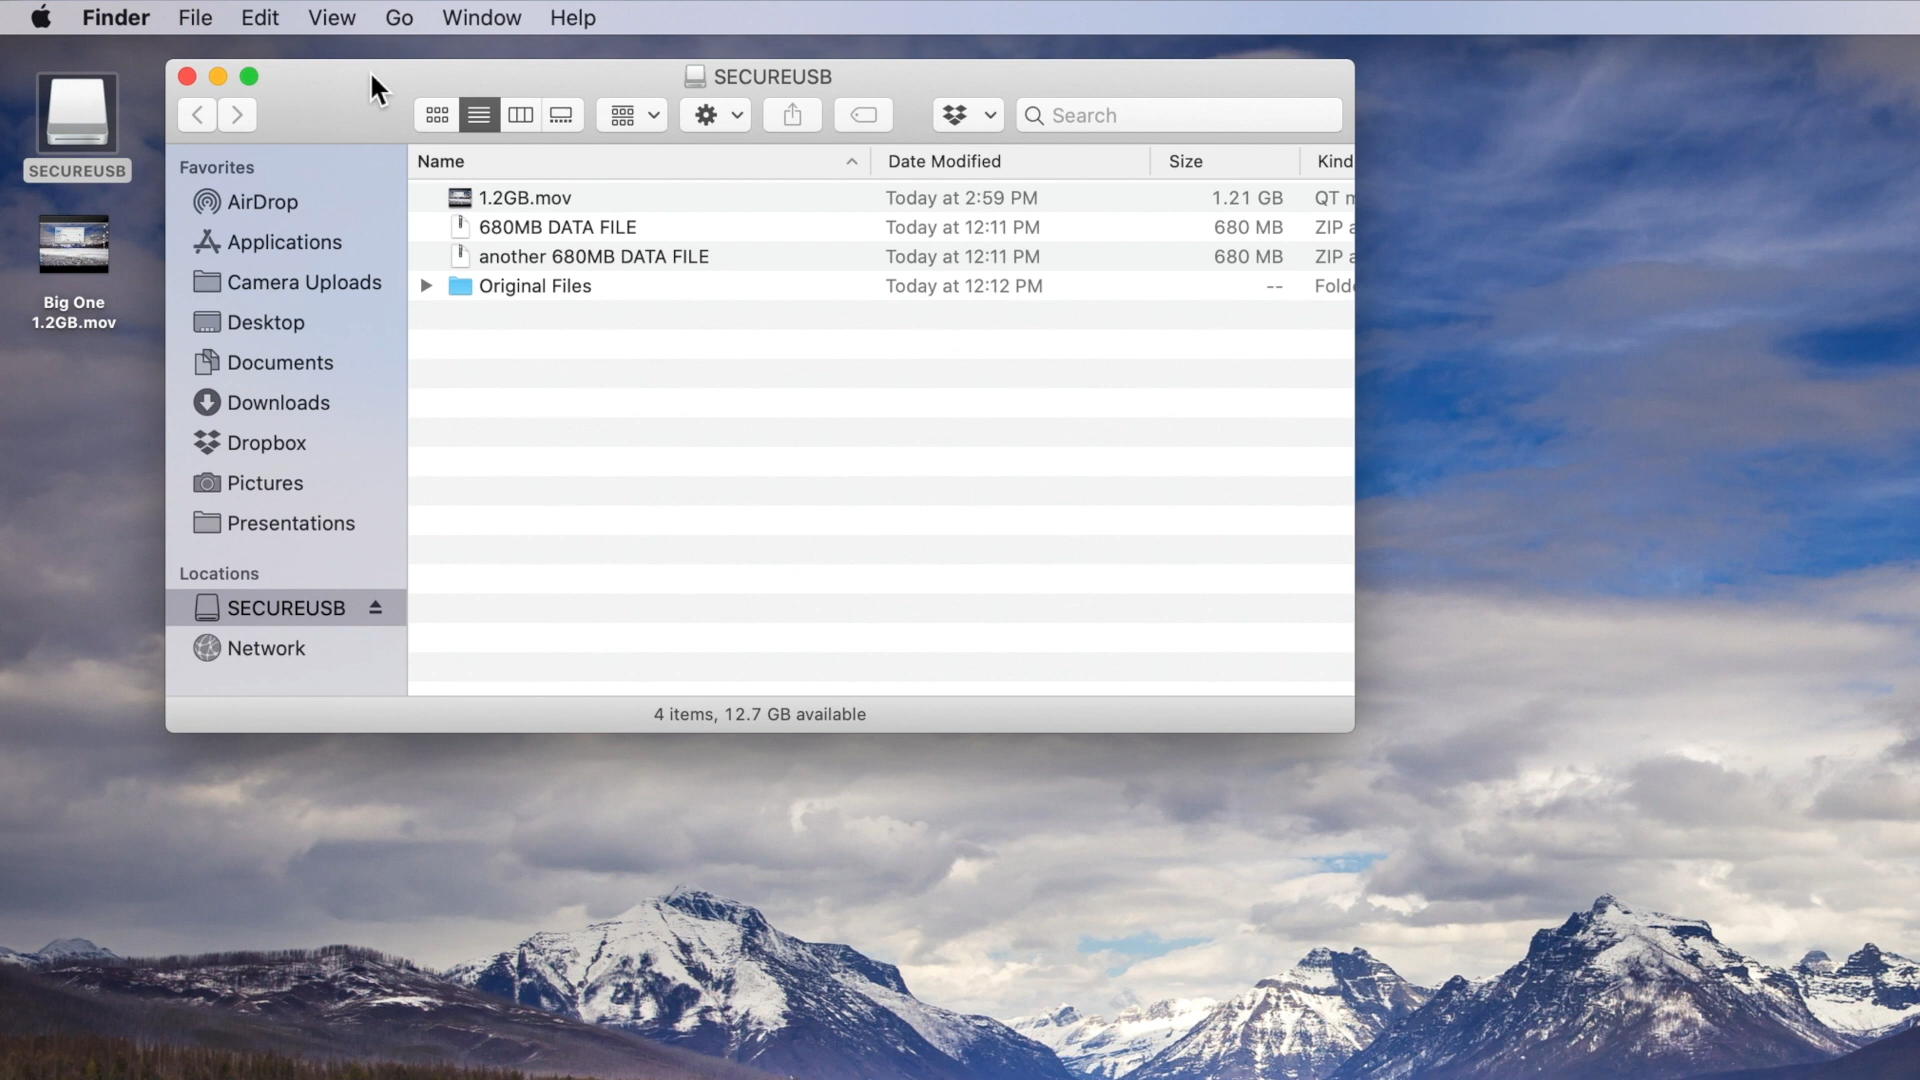 Finder File Edit View Go Window Help
SECUREUSB
Big One
1.2GB.mov
SECUREUSB
Search
Favorites
AirDrop
Applications
Camera Uploads
Desktop
Documents
Downloads
Dropbox
Pictures
Presentations
Locations
SECUREUSB
Network
Name Date Modified Size Kind
1.2GB.mov Today at 2:59 PM 1.21 GB QT m
680MB DATA FILE Today at 12:11 PM 680 MB ZIP a
another 680MB DATA FILE Today at 12:11 PM 680 MB ZIP a
Original Files Today at 12:12 PM -- Folde
4 items, 12.7 GB available